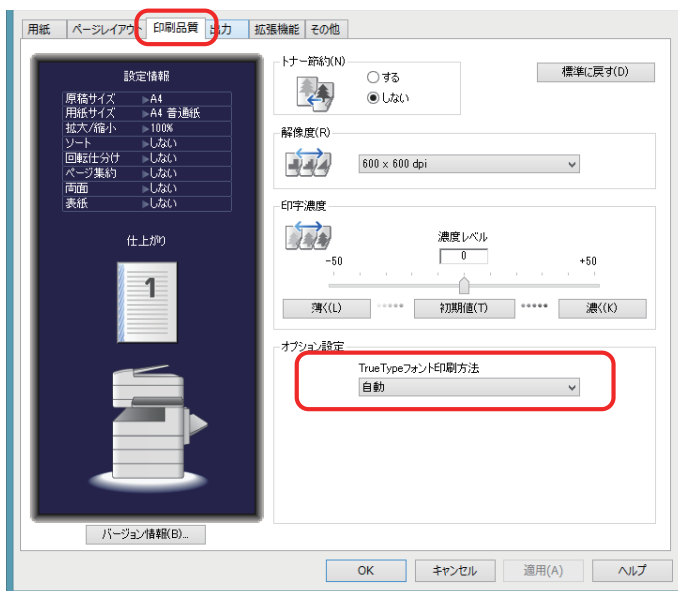 用紙 ページレイアウト 印刷品質 出力 拡張機能 その他
設定情報
原稿サイズ ▶A4
用紙サイズ ▶A4 普通紙
拡大/縮小 ▶100%
ソート ▶しない
回転仕分け ▶しない
ページ集約 ▶しない
両面 ▶しない
表紙 ▶しない
仕上がり
1
バージョン情報(B)...
トナー節約(N)
する
しない
標準に戻す(D)
解像度(R)
600 x 600 dpi
印字濃度
濃度レベル
-50 0 +50
薄く(L) 初期値(T) 濃く(K)
オプション設定
TrueTypeフォント印刷方法
自動
OK キャンセル 適用(A) ヘルプ